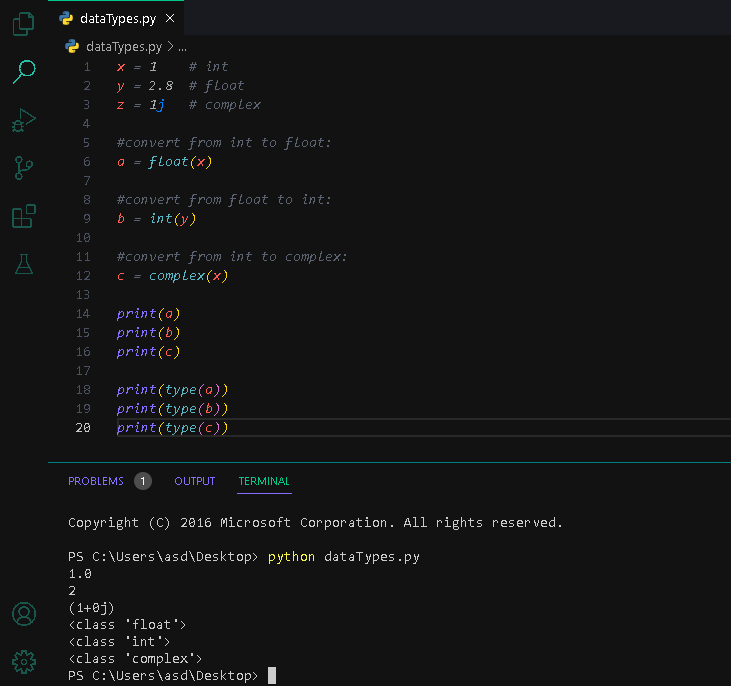 dataTypes.py ×
dataTypes.py > ...
1 x = 1 # int
2 y = 2.8 # float
3 z = 1j # complex
4
5 #convert from int to float:
6 a = float(x)
7
8 #convert from float to int:
9 b = int(y)
10
11 #convert from int to complex:
12 c = complex(x)
13
14 print(a)
15 print(b)
16 print(c)
17
18 print(type(a))
19 print(type(b))
20 print(type(c))
PROBLEMS 1 OUTPUT TERMINAL
Copyright (C) 2016 Microsoft Corporation. All rights reserved.
PS C:\Users\asd\Desktop> python dataTypes.py
1.0
2
(1+0j)
<class 'float'>
<class 'int'>
<class 'complex'>
PS C:\Users\asd\Desktop>